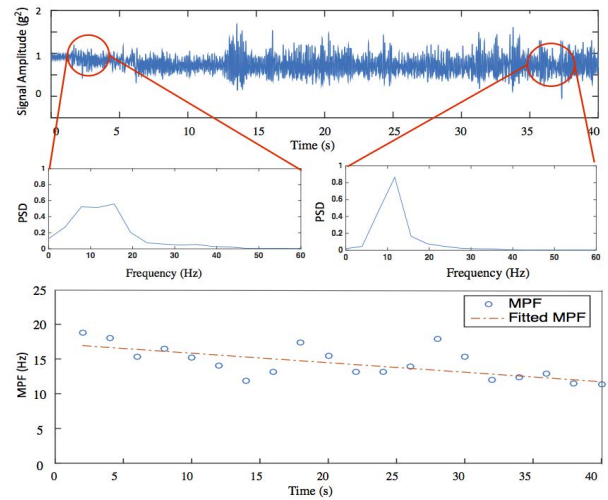 2
1
1
0
Signal Amplitude (g²)
0 5 10 15 20 25 30 35 40
Time (s)
1
0.8
0.6
0.4
0.2
0
PSD
0 10 20 30 40 50 60
Frequency (Hz)
1
0.8
0.6
0.4
0.2
0
PSD
0 10 20 30 40 50 60
Frequency (Hz)
25
20
15
10
5
0
MPF (Hz)
MPF
Fitted MPF
0 5 10 15 20 25 30 35 40
Time (s)